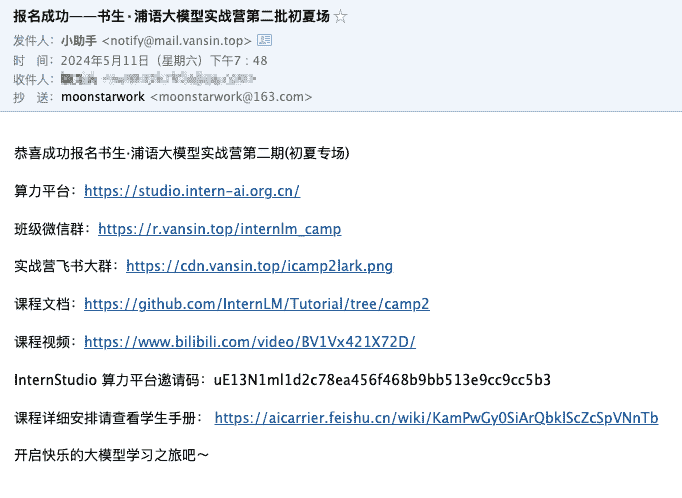 报名成功——书生·浦语大模型实战营第二批初夏场 ☆
发件人：小助手 <notify@mail.vansin.top>
时 间：2024年5月11日（星期六）下午7：48
收件人：
抄 送：moonstarwork <moonstarwork@163.com>
恭喜成功报名书生·浦语大模型实战营第二期(初夏专场)
算力平台：https://studio.intern-ai.org.cn/
班级微信群：https://r.vansin.top/internlm_camp
实战营飞书大群：https://cdn.vansin.top/icamp2lark.png
课程文档：https://github.com/InternLM/Tutorial/tree/camp2
课程视频：https://www.bilibili.com/video/BV1Vx421X72D/
InternStudio 算力平台邀请码：uE13N1ml1d2c78ea456f468b9bb513e9cc9cc5b3
课程详细安排请查看学生手册： https://aicarrier.feishu.cn/wiki/KamPwGy0SiArQbklScZcSpVNnTb
开启快乐的大模型学习之旅吧～